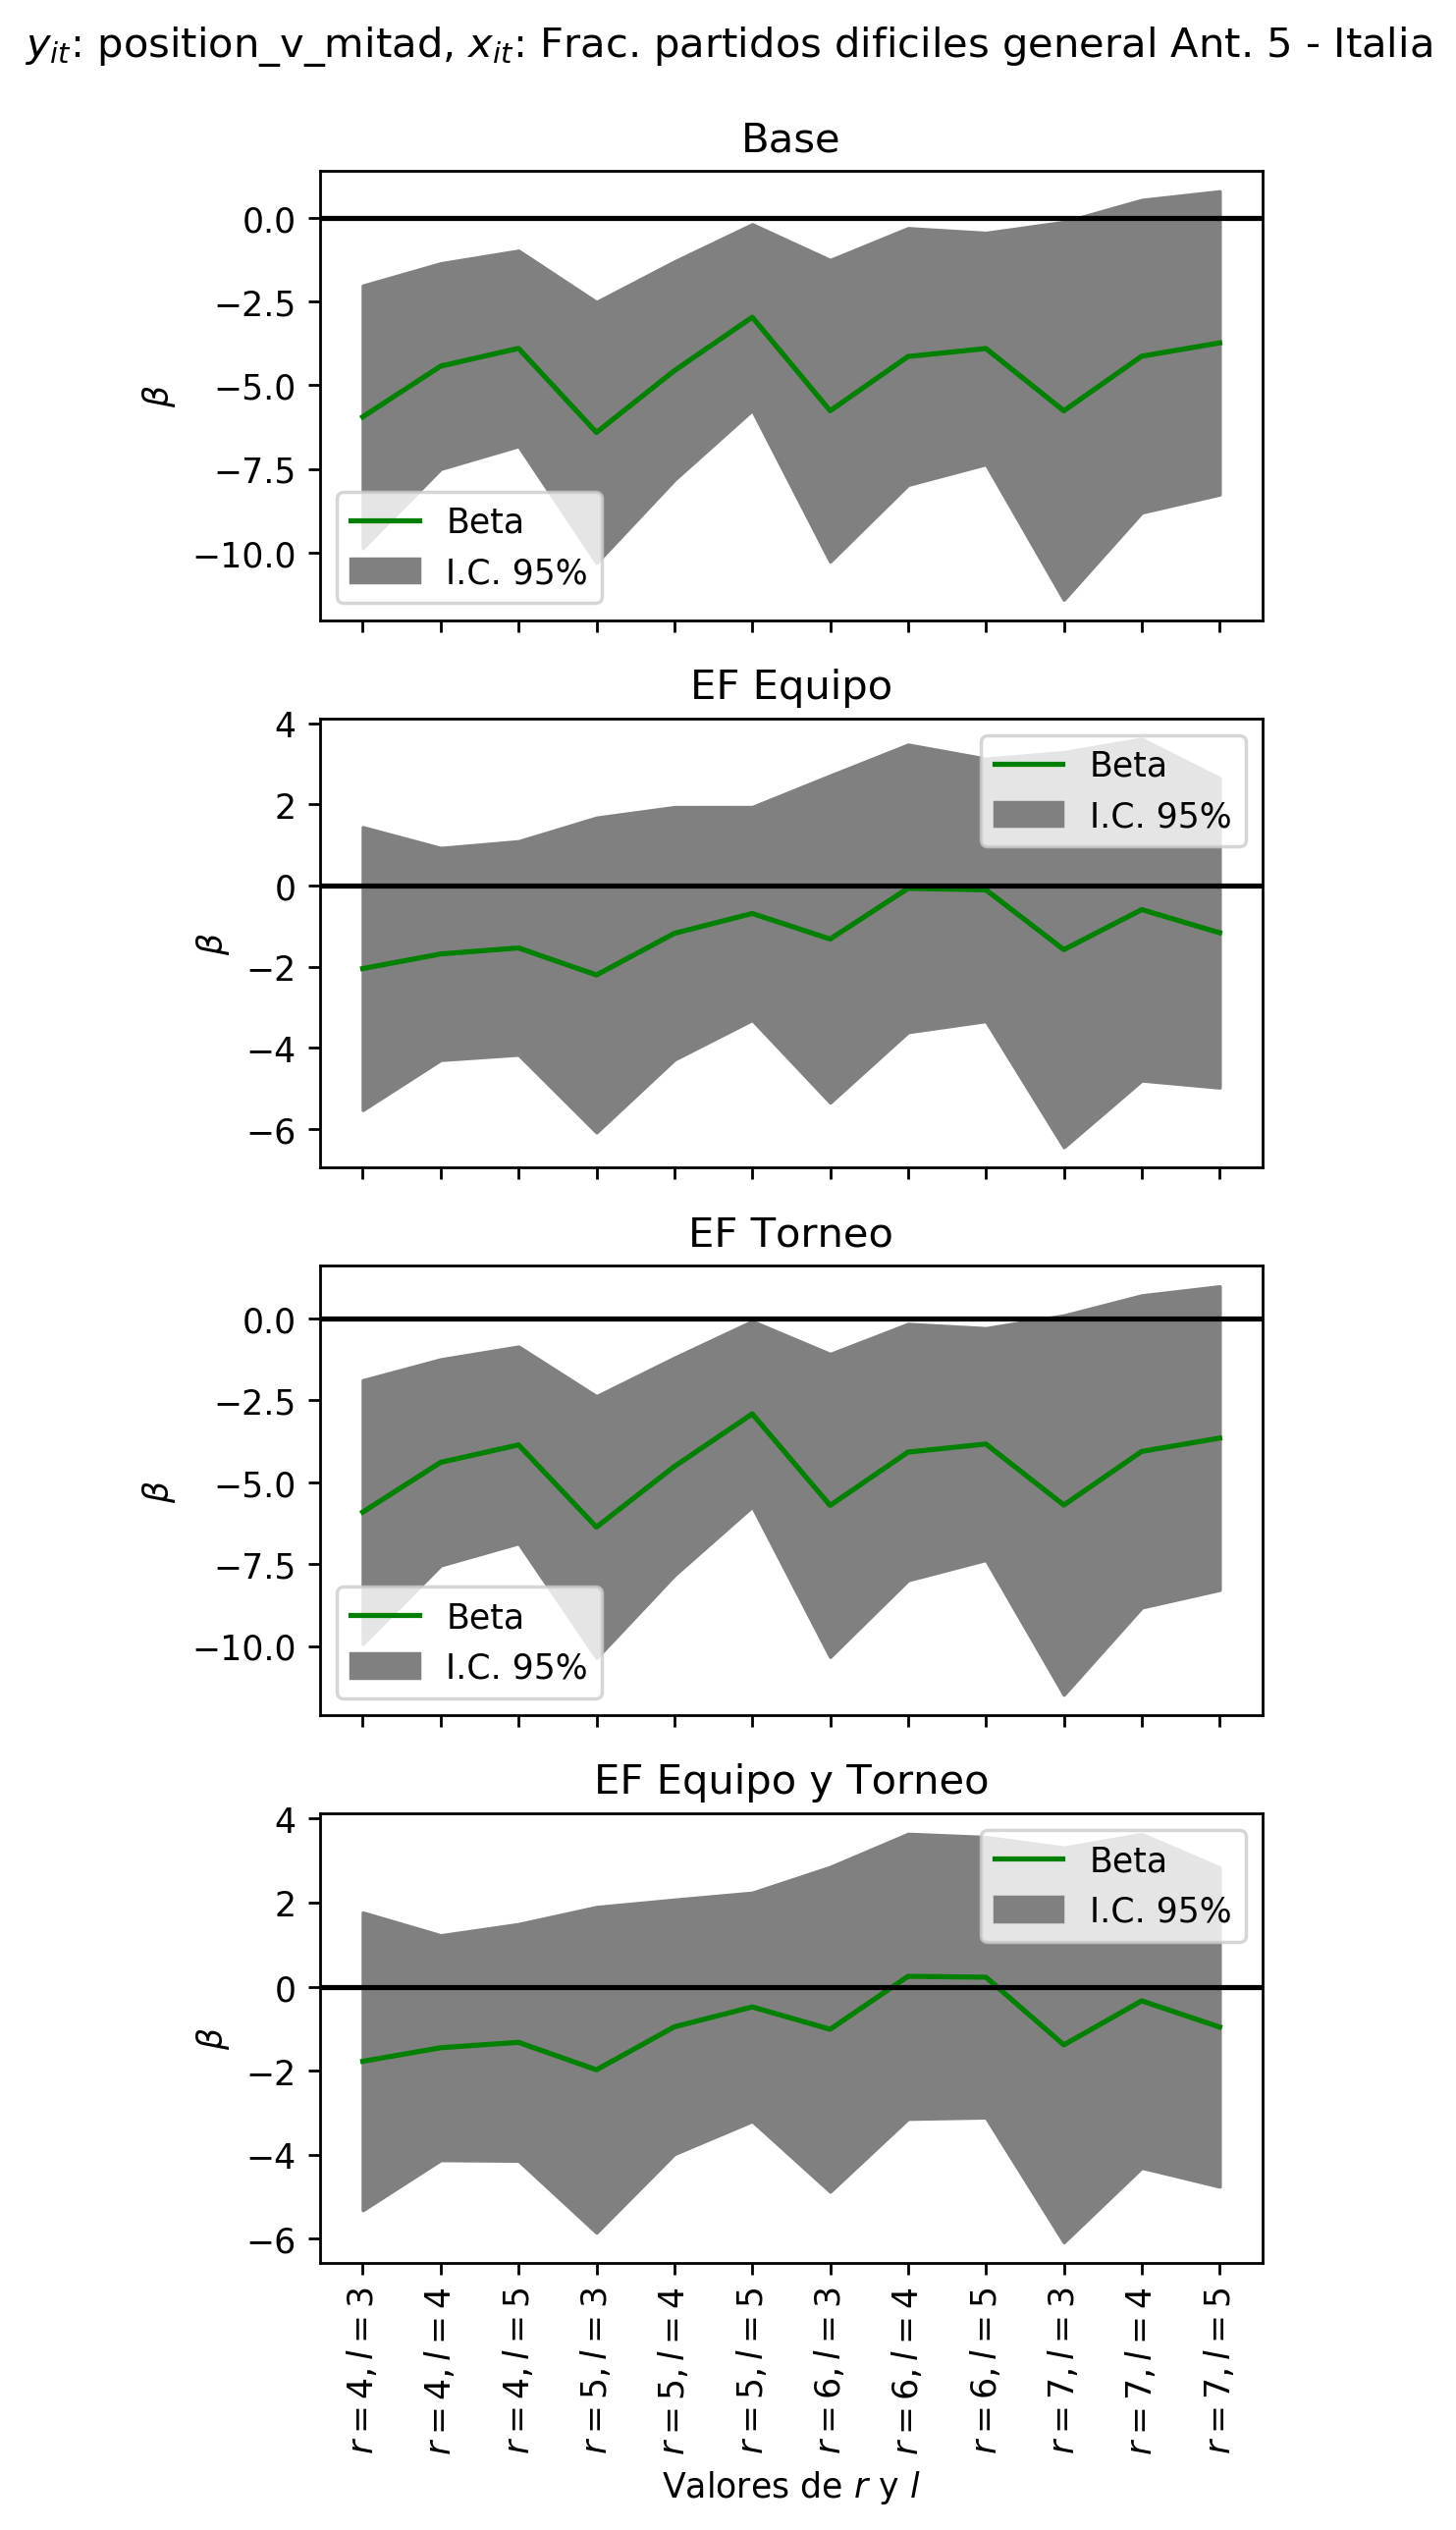 y_it: position_v_mitad, x_it: Frac. partidos dificiles general Ant. 5 - Italia
Base
0.0
−2.5
−5.0
−7.5
−10.0
β
Beta
I.C. 95%
EF Equipo
4
2
0
−2
−4
−6
β
Beta
I.C. 95%
EF Torneo
0.0
−2.5
−5.0
−7.5
−10.0
β
Beta
I.C. 95%
EF Equipo y Torneo
4
2
0
−2
−4
−6
β
Beta
I.C. 95%
r = 4, l = 3
r = 4, l = 4
r = 4, l = 5
r = 5, l = 3
r = 5, l = 4
r = 5, l = 5
r = 6, l = 3
r = 6, l = 4
r = 6, l = 5
r = 7, l = 3
r = 7, l = 4
r = 7, l = 5
Valores de r y l